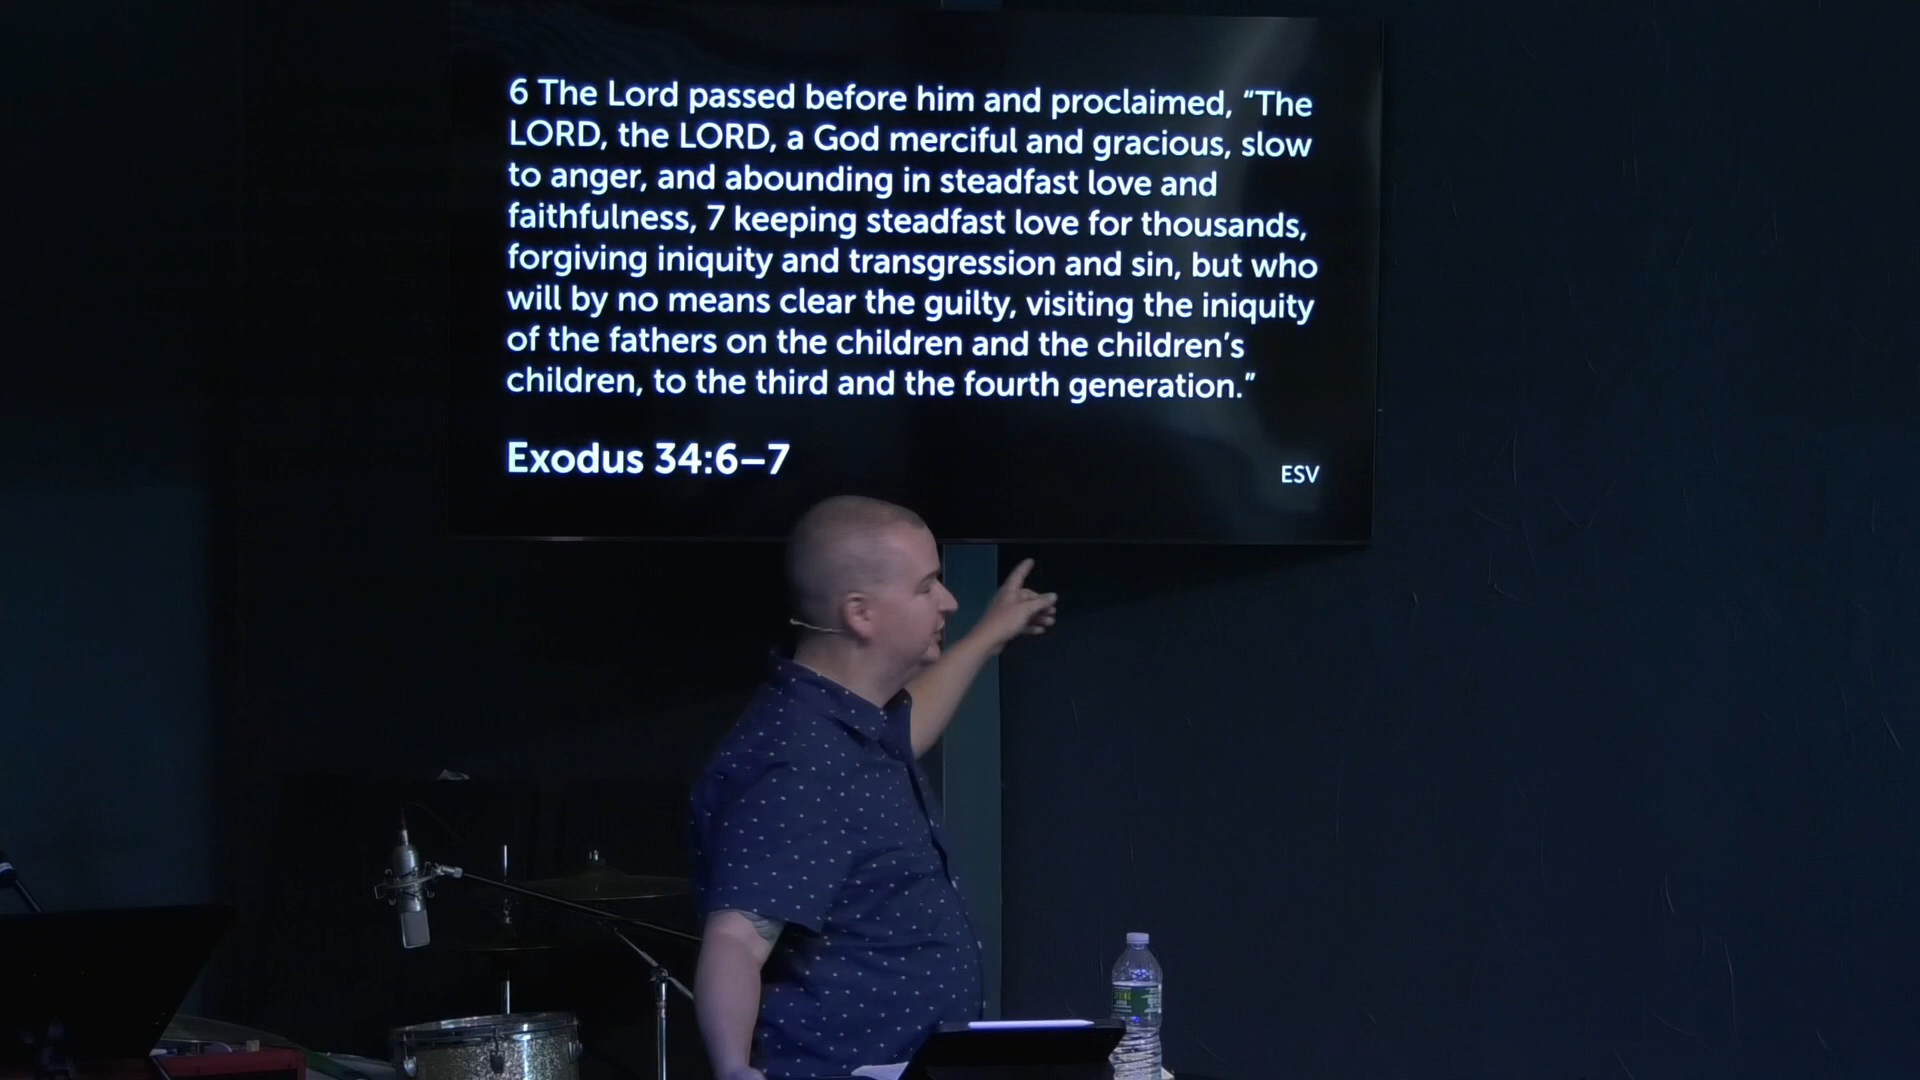 6 The Lord passed before him and proclaimed, “The
LORD, the LORD, a God merciful and gracious, slow
to anger, and abounding in steadfast love and
faithfulness, 7 keeping steadfast love for thousands,
forgiving iniquity and transgression and sin, but who
will by no means clear the guilty, visiting the iniquity
of the fathers on the children and the children’s
children, to the third and the fourth generation.”
Exodus 34:6–7
ESV